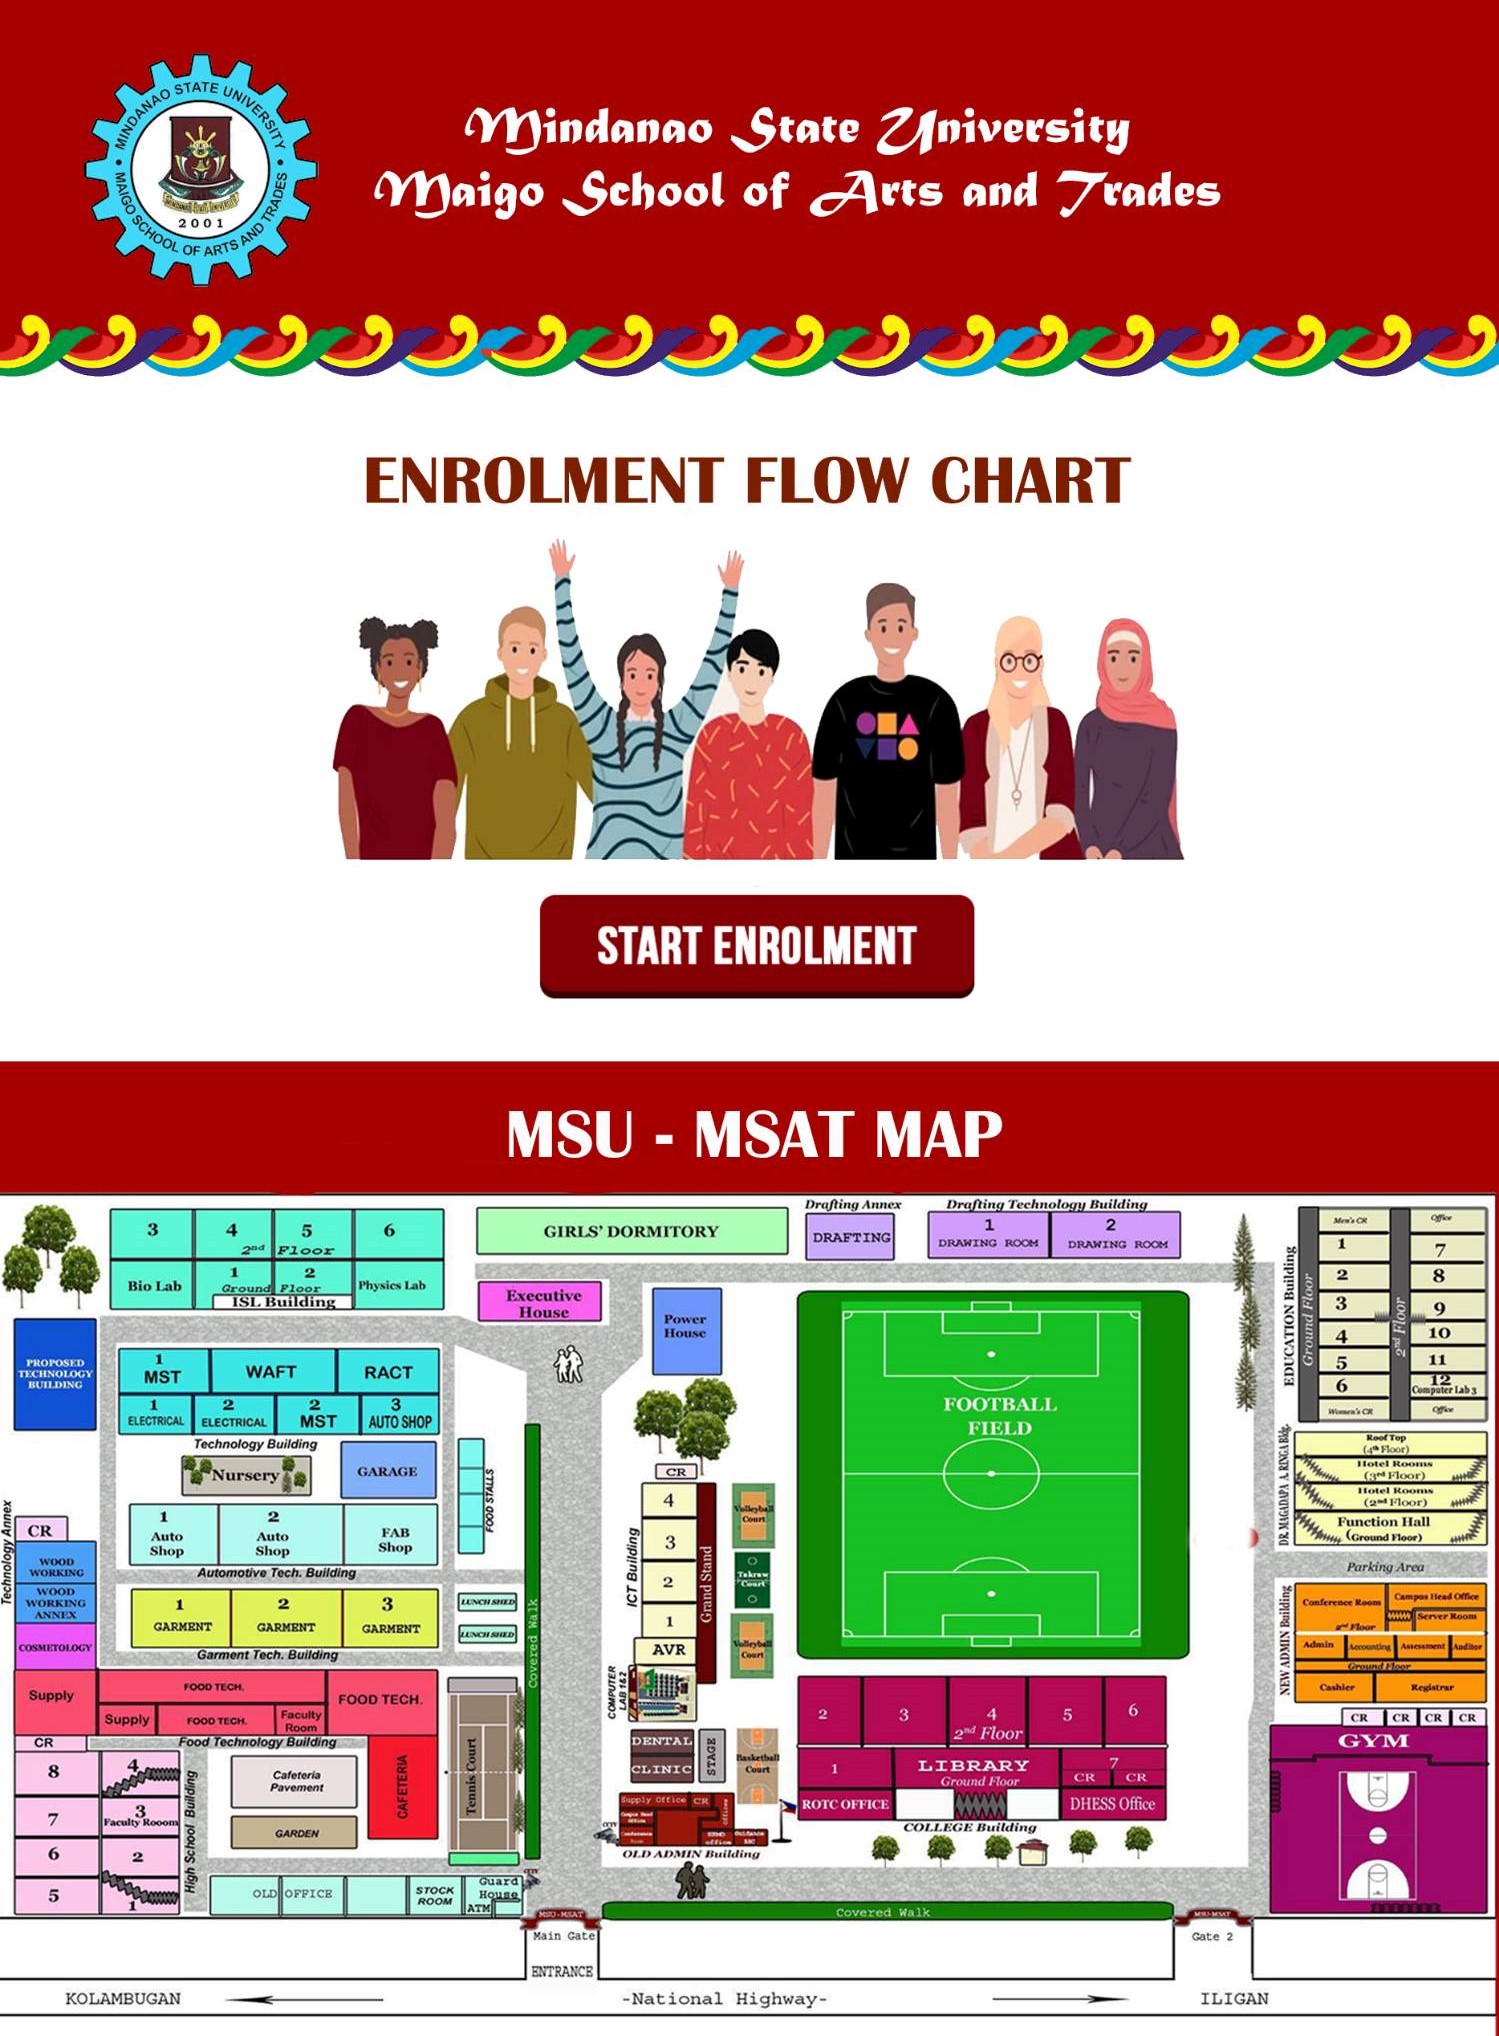 MINDANAO STATE UNIVERSITY
MAIGO SCHOOL OF ARTS AND TRADES
2001
Mindanao State University
Maigo School of Arts and Trades
ENROLMENT FLOW CHART
START ENROLMENT
MSU - MSAT MAP
3
4
5
6
2nd Floor
Bio Lab
1
2
Ground Floor
Physics Lab
ISL Building
GIRLS' DORMITORY
Executive
House
Drafting Annex
DRAFTING
Drafting Technology Building
1
DRAWING ROOM
2
DRAWING ROOM
Power
House
PROPOSED
TECHNOLOGY
BUILDING
1
MST
WAFT
RACT
1
ELECTRICAL
2
ELECTRICAL
2
MST
3
AUTO SHOP
Technology Building
Nursery
GARAGE
FOOD STALLS
1
Auto
Shop
2
Auto
Shop
FAB
Shop
Automotive Tech. Building
Technology Annex
CR
WOOD
WORKING
WOOD
WORKING
ANNEX
COSMETOLOGY
1
GARMENT
2
GARMENT
3
GARMENT
Garment Tech. Building
LUNCH SHED
LUNCH SHED
Covered Walk
Supply
FOOD TECH.
FOOD TECH.
Supply
FOOD TECH.
Faculty
Room
Food Technology Building
CR
8
7
6
5
4
3
Faculty Rooom
2
1
High School Building
Cafeteria
Pavement
GARDEN
CAFETERIA
Tennis Court
OLD OFFICE
STOCK
ROOM
Guard
House
ATM
CCTV
CR
4
3
2
1
AVR
ICT Building
Grand Stand
COMPUTER
LAB 1&2
Volleyball
Court
Takraw
Court
Volleyball
Court
DENTAL
CLINIC
STAGE
Basketball
Court
Supply Office
CR
OLD ADMIN Building
CCTV
FOOTBALL
FIELD
2
3
4
5
6
2nd Floor
1
LIBRARY
Ground Floor
7
CR
CR
ROTC OFFICE
DHESS Office
COLLEGE Building
EDUCATION Building
Ground Floor
2nd Floor
Men's CR
1
2
3
4
5
6
Women's CR
Office
7
8
9
10
11
12
Computer Lab 3
Office
DR. MAGADAPA A. RINGA Bldg.
Roof Top
(4th Floor)
Hotel Rooms
(3rd Floor)
Hotel Rooms
(2nd Floor)
Function Hall
(Ground Floor)
Parking Area
NEW ADMIN Building
Conference Room
Campus Head Office
Server Room
2nd Floor
Admin
Accounting
Assessment
Auditor
Ground Floor
Cashier
Registrar
CR
CR
CR
CR
GYM
Covered Walk
MSU-MSAT
Main Gate
ENTRANCE
MSU-MSAT
Gate 2
KOLAMBUGAN
-National Highway-
ILIGAN